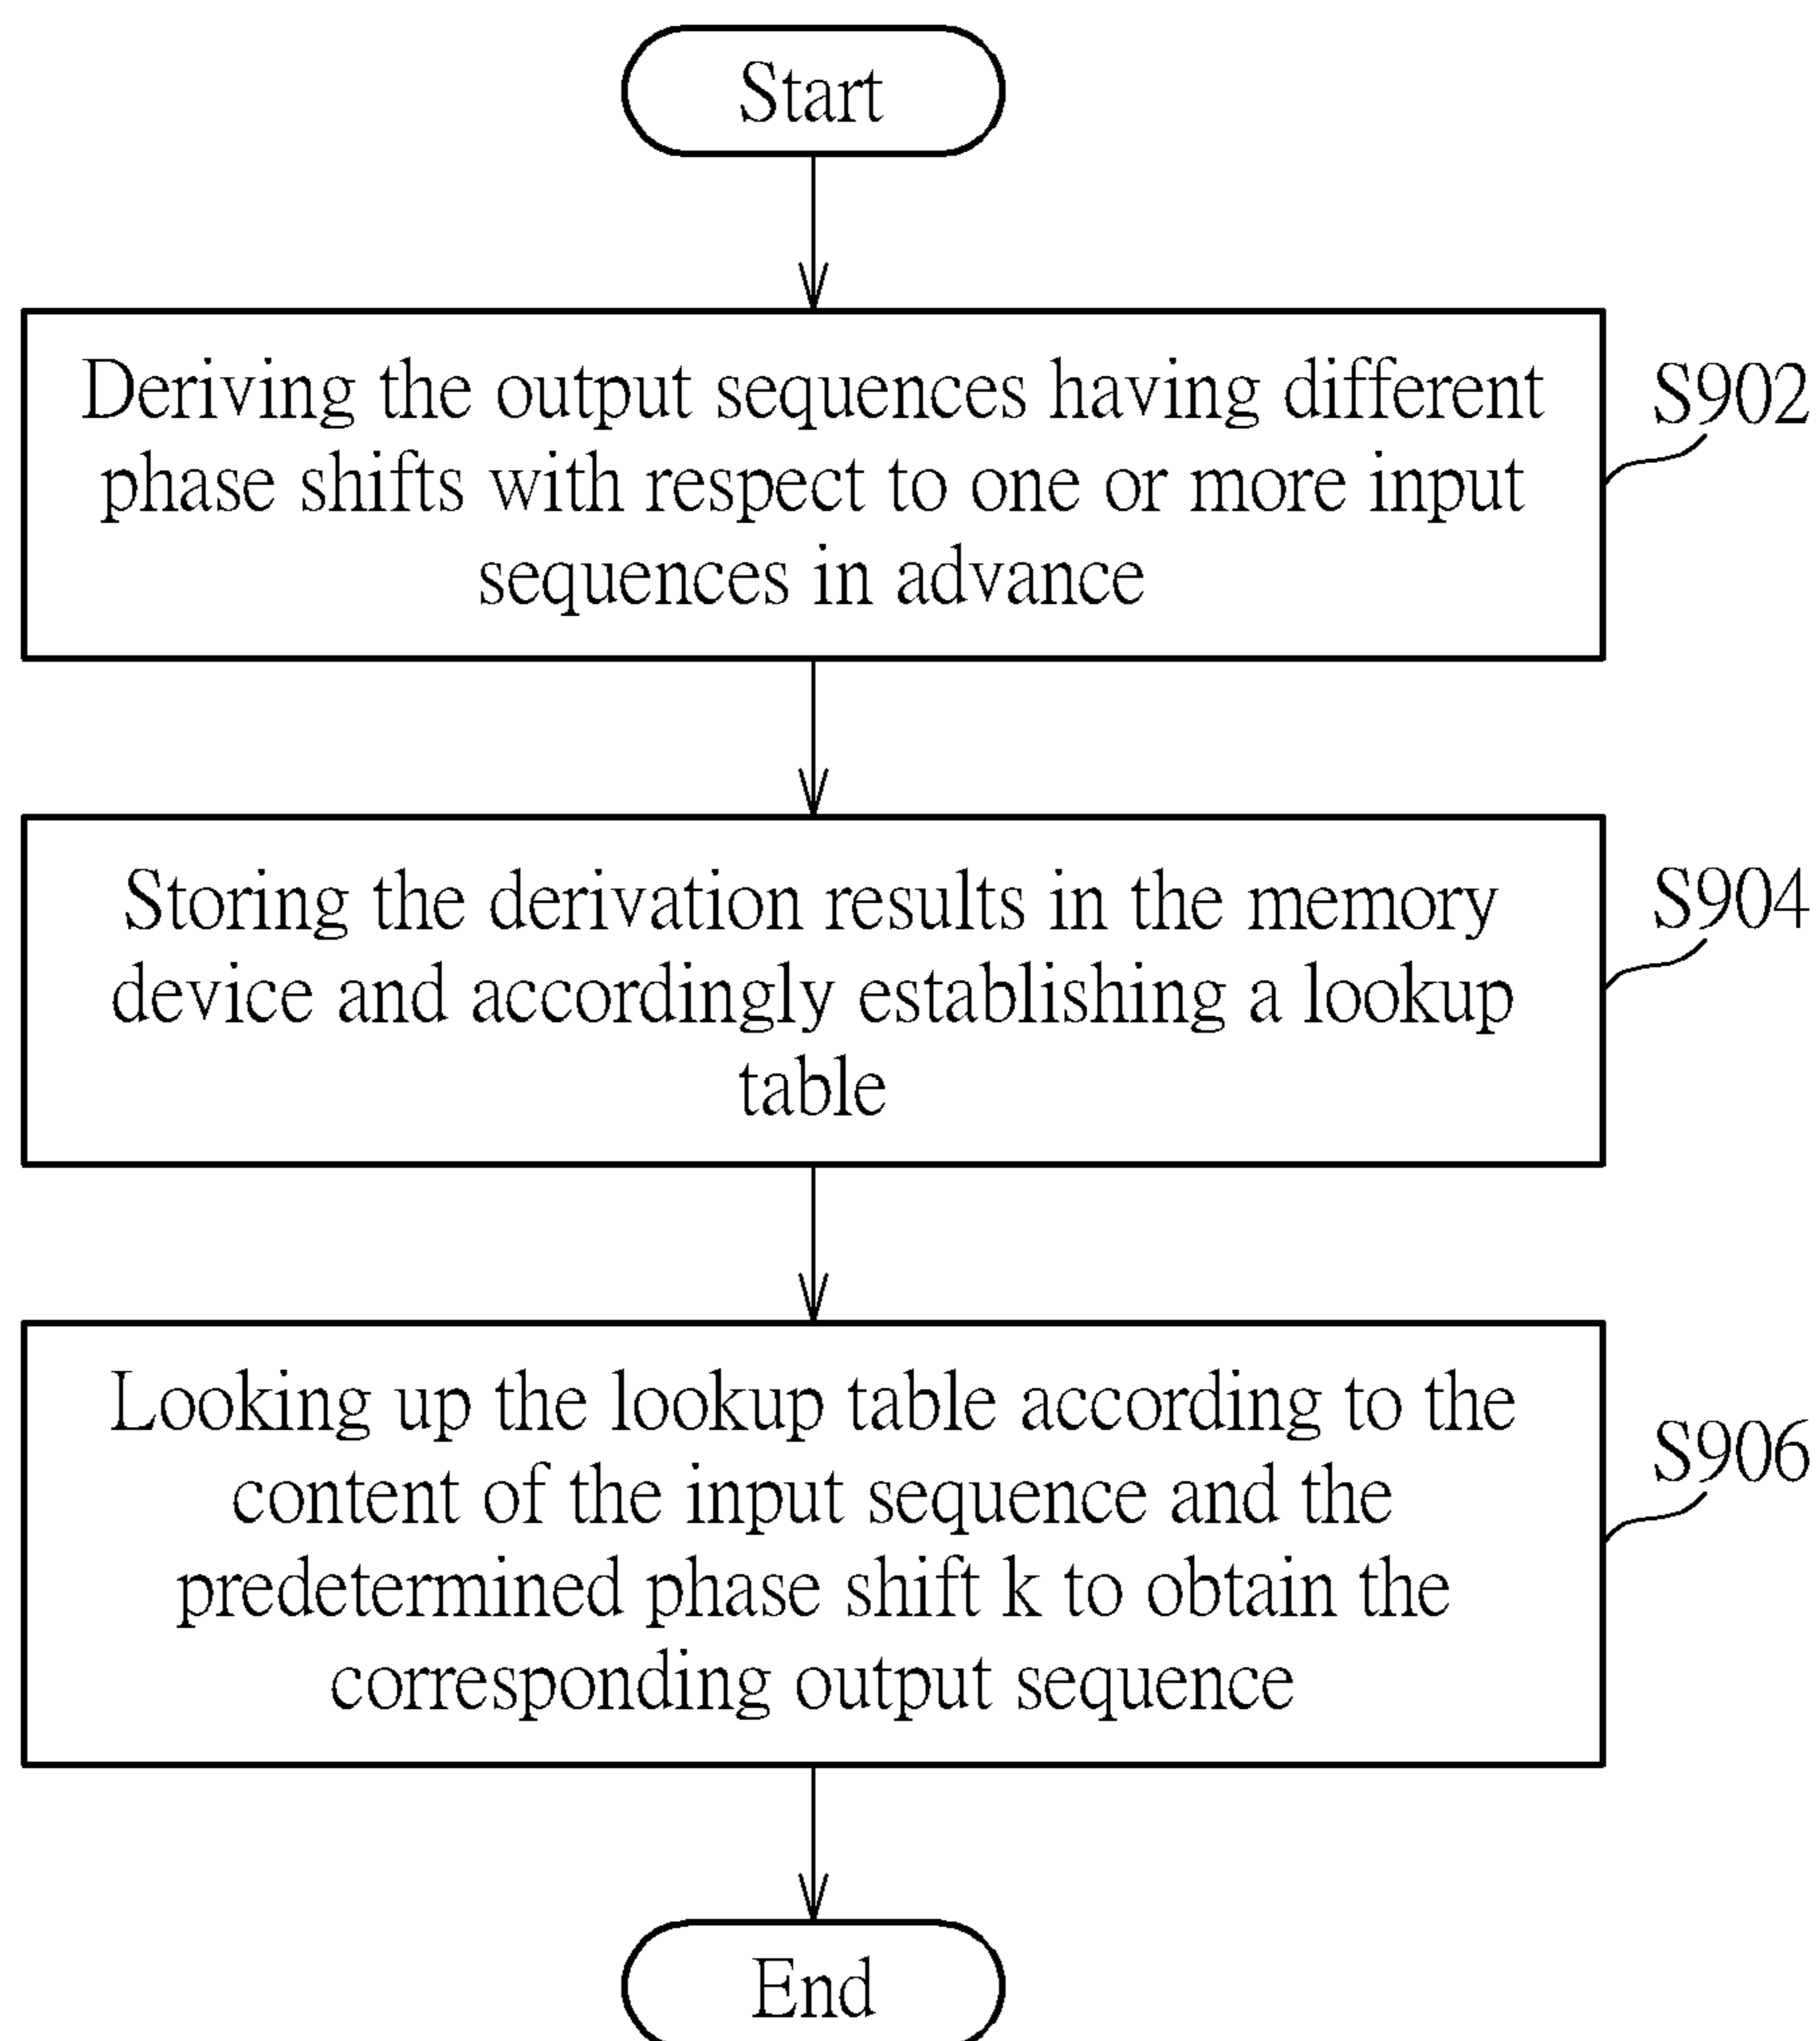 Start
Deriving the output sequences having different
phase shifts with respect to one or more input
sequences in advance
S902
Storing the derivation results in the memory
device and accordingly establishing a lookup
table
S904
Looking up the lookup table according to the
content of the input sequence and the
predetermined phase shift k to obtain the
corresponding output sequence
S906
End